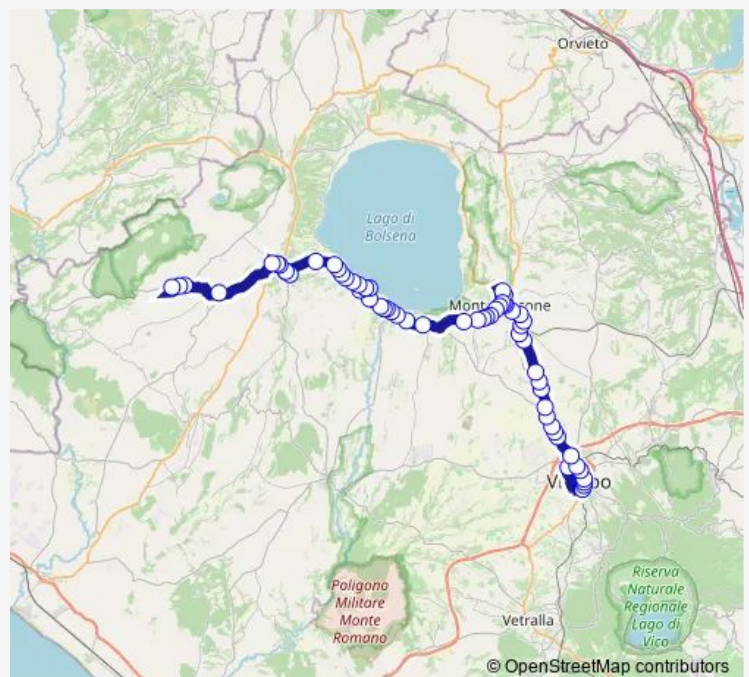 Orvieto
Lago di
Bolsena
Poligono
Militare
Monte
Romano
Riserva
Naturale
Regionale
Lago di
Vico
Vetralla
© OpenStreetMap contributors